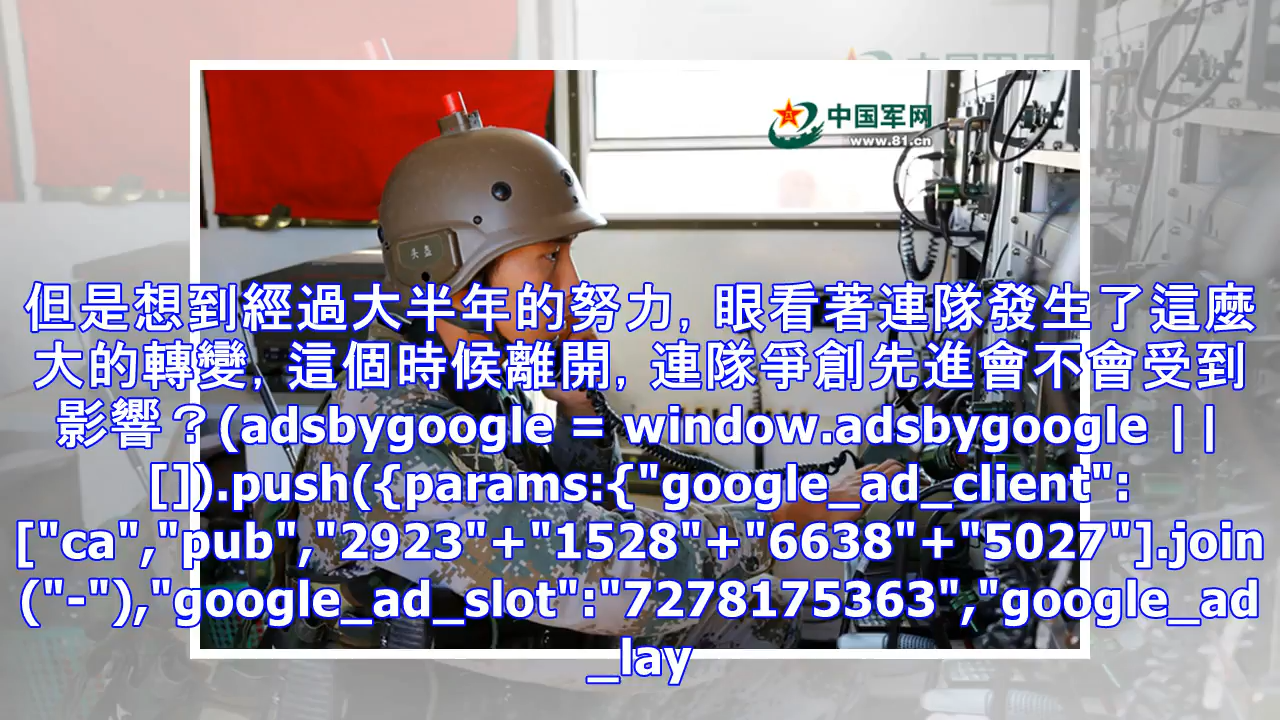 中国军网
www.81.cn
头盔
但是想到經過大半年的努力, 眼看著連隊發生了這麼
大的轉變, 這個時候離開, 連隊爭創先進會不會受到
影響？(adsbygoogle = window.adsbygoogle ||
[]).push({params:{"google_ad_client":
["ca","pub","2923"+"1528"+"6638"+"5027"].join
("-"),"google_ad_slot":"7278175363","google_ad
_lay